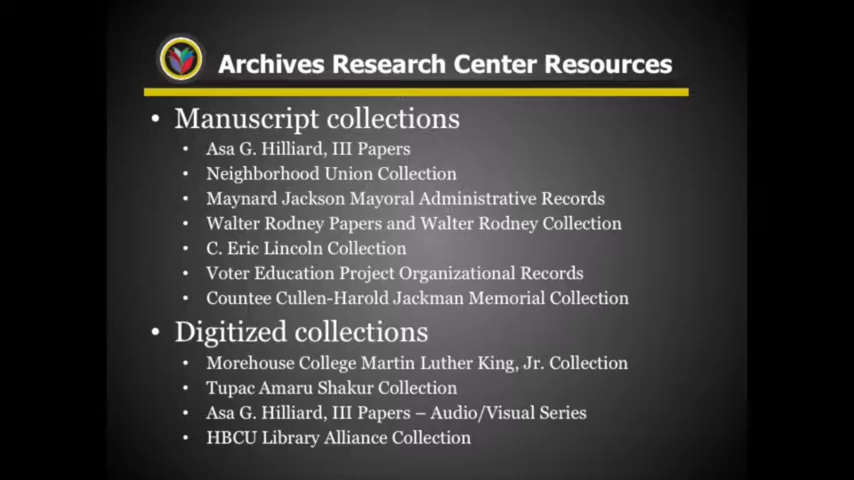 Archives Research Center Resources
• Manuscript collections
• Asa G. Hilliard, III Papers
• Neighborhood Union Collection
• Maynard Jackson Mayoral Administrative Records
• Walter Rodney Papers and Walter Rodney Collection
• C. Eric Lincoln Collection
• Voter Education Project Organizational Records
• Countee Cullen-Harold Jackman Memorial Collection
• Digitized collections
• Morehouse College Martin Luther King, Jr. Collection
• Tupac Amaru Shakur Collection
• Asa G. Hilliard, III Papers – Audio/Visual Series
• HBCU Library Alliance Collection